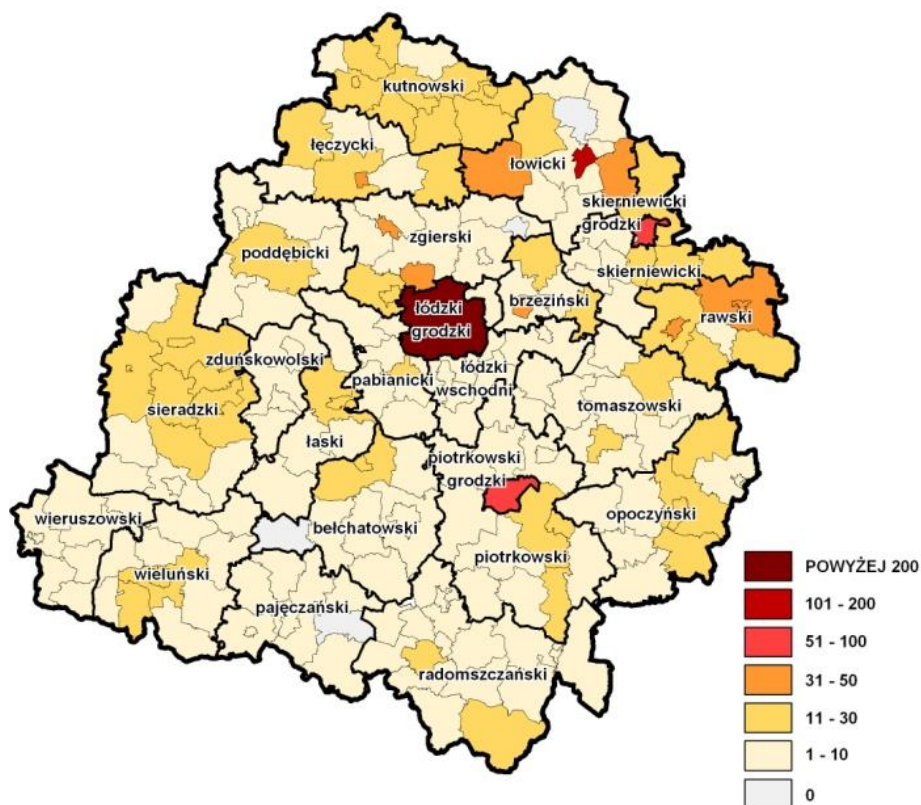 kutnowski
łęczycki
łowicki
skierniewicki
grodzki
zgierski
poddębicki
skierniewicki
brzeziński
rawski
łódzki
grodzki
zduńskowolski
łódzki
pabianicki
wschodni
sieradzki
tomaszowski
łaski
piotrkowski
grodzki
wieruszowski
bełchatowski
opoczyński
piotrkowski
wieluński
pajęczański
radomszczański
POWYŻEJ 200
101 - 200
51 - 100
31 - 50
11 - 30
1 - 10
0